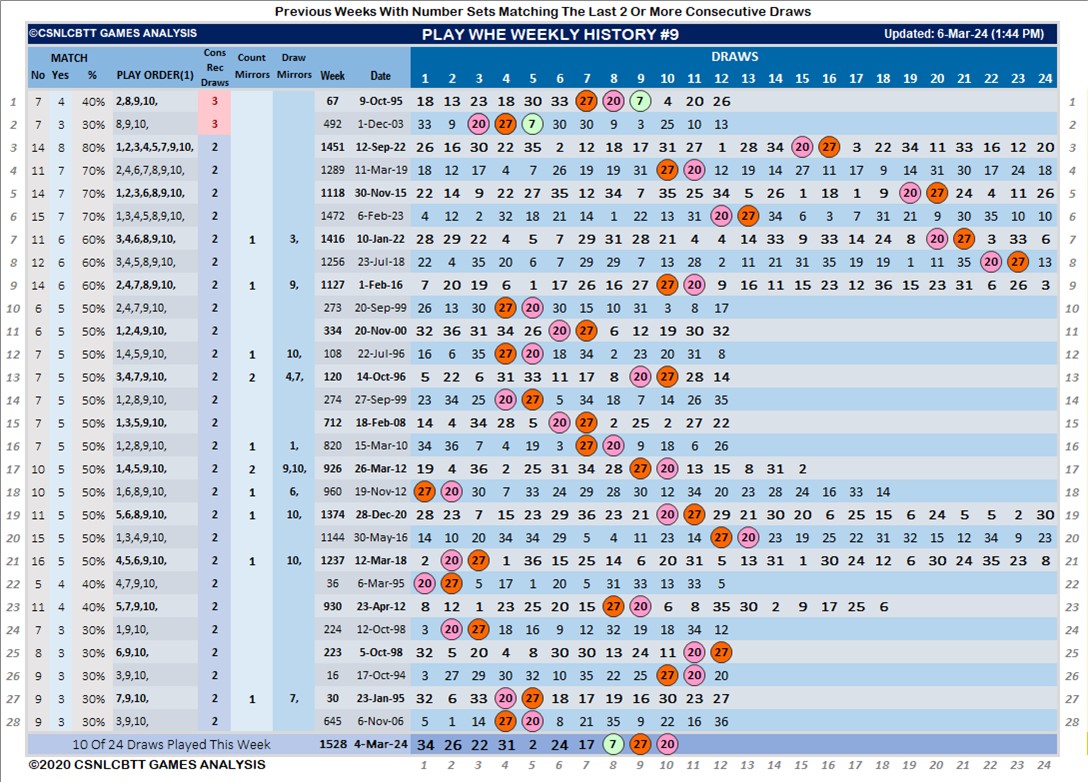 Previous Weeks With Number Sets Matching The Last 2 Or More Consecutive Draws
©CSNLCBTT GAMES ANALYSIS PLAY WHE WEEKLY HISTORY #9 Updated: 6-Mar-24 (1:44 PM)
MATCH Cons Rec Draws Count Mirrors Draw Mirrors DRAWS
No Yes % PLAY ORDER(1) Week Date 1 2 3 4 5 6 7 8 9 10 11 12 13 14 15 16 17 18 19 20 21 22 23 24
1 7 4 40% 2,8,9,10, 3 67 9-Oct-95 18 13 23 18 30 33 27 20 7 4 20 26 1
2 7 3 30% 8,9,10, 3 492 1-Dec-03 33 9 20 27 7 30 30 9 3 25 10 13 2
3 14 8 80% 1,2,3,4,5,7,9,10, 2 1451 12-Sep-22 26 16 30 22 35 2 12 18 17 31 27 1 28 34 20 27 3 22 34 11 33 16 12 20 3
4 11 7 70% 2,4,6,7,8,9,10, 2 1289 11-Mar-19 18 12 17 4 7 26 19 19 31 27 20 12 19 14 27 11 17 9 14 31 30 17 24 18 4
5 14 7 70% 1,2,3,6,8,9,10, 2 1118 30-Nov-15 22 14 9 22 27 35 12 34 7 35 25 34 5 26 1 18 1 9 20 27 24 4 11 26 5
6 15 7 70% 1,3,4,5,8,9,10, 2 1472 6-Feb-23 4 12 2 32 18 21 14 1 22 13 31 20 27 34 6 3 7 31 21 9 30 35 10 10 6
7 11 6 60% 3,4,6,8,9,10, 2 1 3, 1416 10-Jan-22 28 29 22 4 5 7 29 31 28 21 4 4 14 33 9 33 14 24 8 20 27 3 33 6 7
8 12 6 60% 3,4,5,8,9,10, 2 1256 23-Jul-18 22 4 35 20 6 7 29 29 7 13 28 2 11 21 31 35 19 19 1 11 35 20 27 13 8
9 14 6 60% 2,4,7,8,9,10, 2 1 9, 1127 1-Feb-16 7 20 19 6 1 17 26 16 27 27 20 9 16 11 15 23 12 36 15 23 31 6 26 3 9
10 6 5 50% 2,4,7,9,10, 2 273 20-Sep-99 26 13 30 27 20 30 15 10 31 3 8 17 10
11 6 5 50% 1,2,4,9,10, 2 334 20-Nov-00 32 36 31 34 26 20 27 6 12 19 30 32 11
12 7 5 50% 1,4,5,9,10, 2 1 10, 108 22-Jul-96 16 6 35 27 20 18 34 2 23 20 31 8 12
13 7 5 50% 3,4,7,9,10, 2 2 4,7, 120 14-Oct-96 5 22 6 31 33 11 17 8 20 27 28 14 13
14 7 5 50% 1,2,8,9,10, 2 274 27-Sep-99 23 34 25 20 27 5 34 18 7 14 26 35 14
15 7 5 50% 1,3,5,9,10, 2 712 18-Feb-08 14 4 34 28 5 20 27 2 25 2 27 22 15
16 7 5 50% 1,2,8,9,10, 2 1 1, 820 15-Mar-10 34 36 7 4 19 3 27 20 9 18 6 26 16
17 10 5 50% 1,4,5,9,10, 2 2 9,10, 926 26-Mar-12 19 4 36 2 25 31 34 28 27 20 13 15 8 31 2 17
18 10 5 50% 1,6,8,9,10, 2 1 6, 960 19-Nov-12 27 20 30 7 33 24 29 28 30 12 34 20 23 28 24 16 33 14 18
19 11 5 50% 5,6,8,9,10, 2 1 10, 1374 28-Dec-20 28 23 7 15 23 29 36 23 21 20 27 29 21 30 20 6 25 15 6 24 5 5 2 30 19
20 15 5 50% 1,3,4,9,10, 2 1144 30-May-16 14 10 20 34 34 29 5 4 11 23 14 27 20 23 19 25 22 31 32 15 12 34 9 23 20
21 16 5 50% 4,5,6,9,10, 2 1 10, 1237 12-Mar-18 2 20 27 1 36 15 25 14 6 20 31 5 13 31 1 30 24 12 6 30 24 35 23 8 21
22 5 4 40% 4,7,9,10, 2 36 6-Mar-95 20 27 5 17 1 20 5 31 33 13 33 5 22
23 11 4 40% 5,7,9,10, 2 930 23-Apr-12 8 12 1 23 25 20 15 27 20 6 8 35 30 2 9 17 25 6 23
24 7 3 30% 1,9,10, 2 224 12-Oct-98 3 20 27 18 16 9 12 32 19 18 34 12 24
25 8 3 30% 6,9,10, 2 223 5-Oct-98 32 5 20 4 8 30 30 13 24 11 20 27 25
26 9 3 30% 3,9,10, 2 16 17-Oct-94 3 27 29 30 32 10 35 22 25 27 20 20 26
27 9 3 30% 7,9,10, 2 1 7, 30 23-Jan-95 32 6 33 20 27 18 17 19 16 30 23 27 27
28 9 3 30% 3,9,10, 2 645 6-Nov-06 5 1 14 27 20 8 21 35 9 22 16 36 28
10 Of 24 Draws Played This Week 1528 4-Mar-24 34 26 22 31 2 24 17 7 27 20
©2020 CSNLCBTT GAMES ANALYSIS 1 2 3 4 5 6 7 8 9 10 11 12 13 14 15 16 17 18 19 20 21 22 23 24